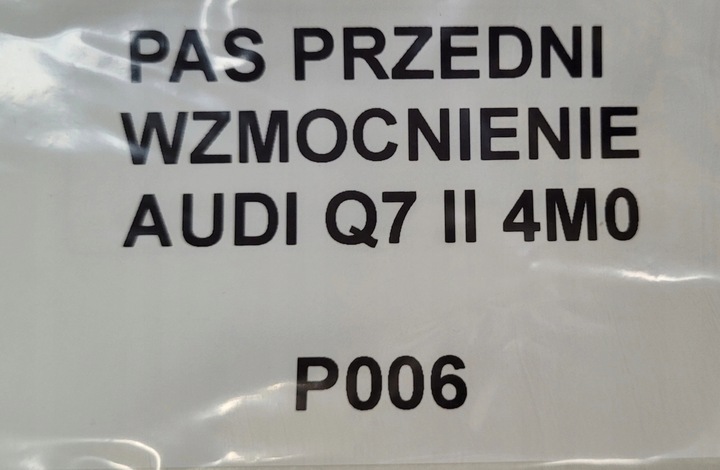 PAS PRZEDNI
WZMOCNIENIE
AUDI Q7 II 4M0
P006